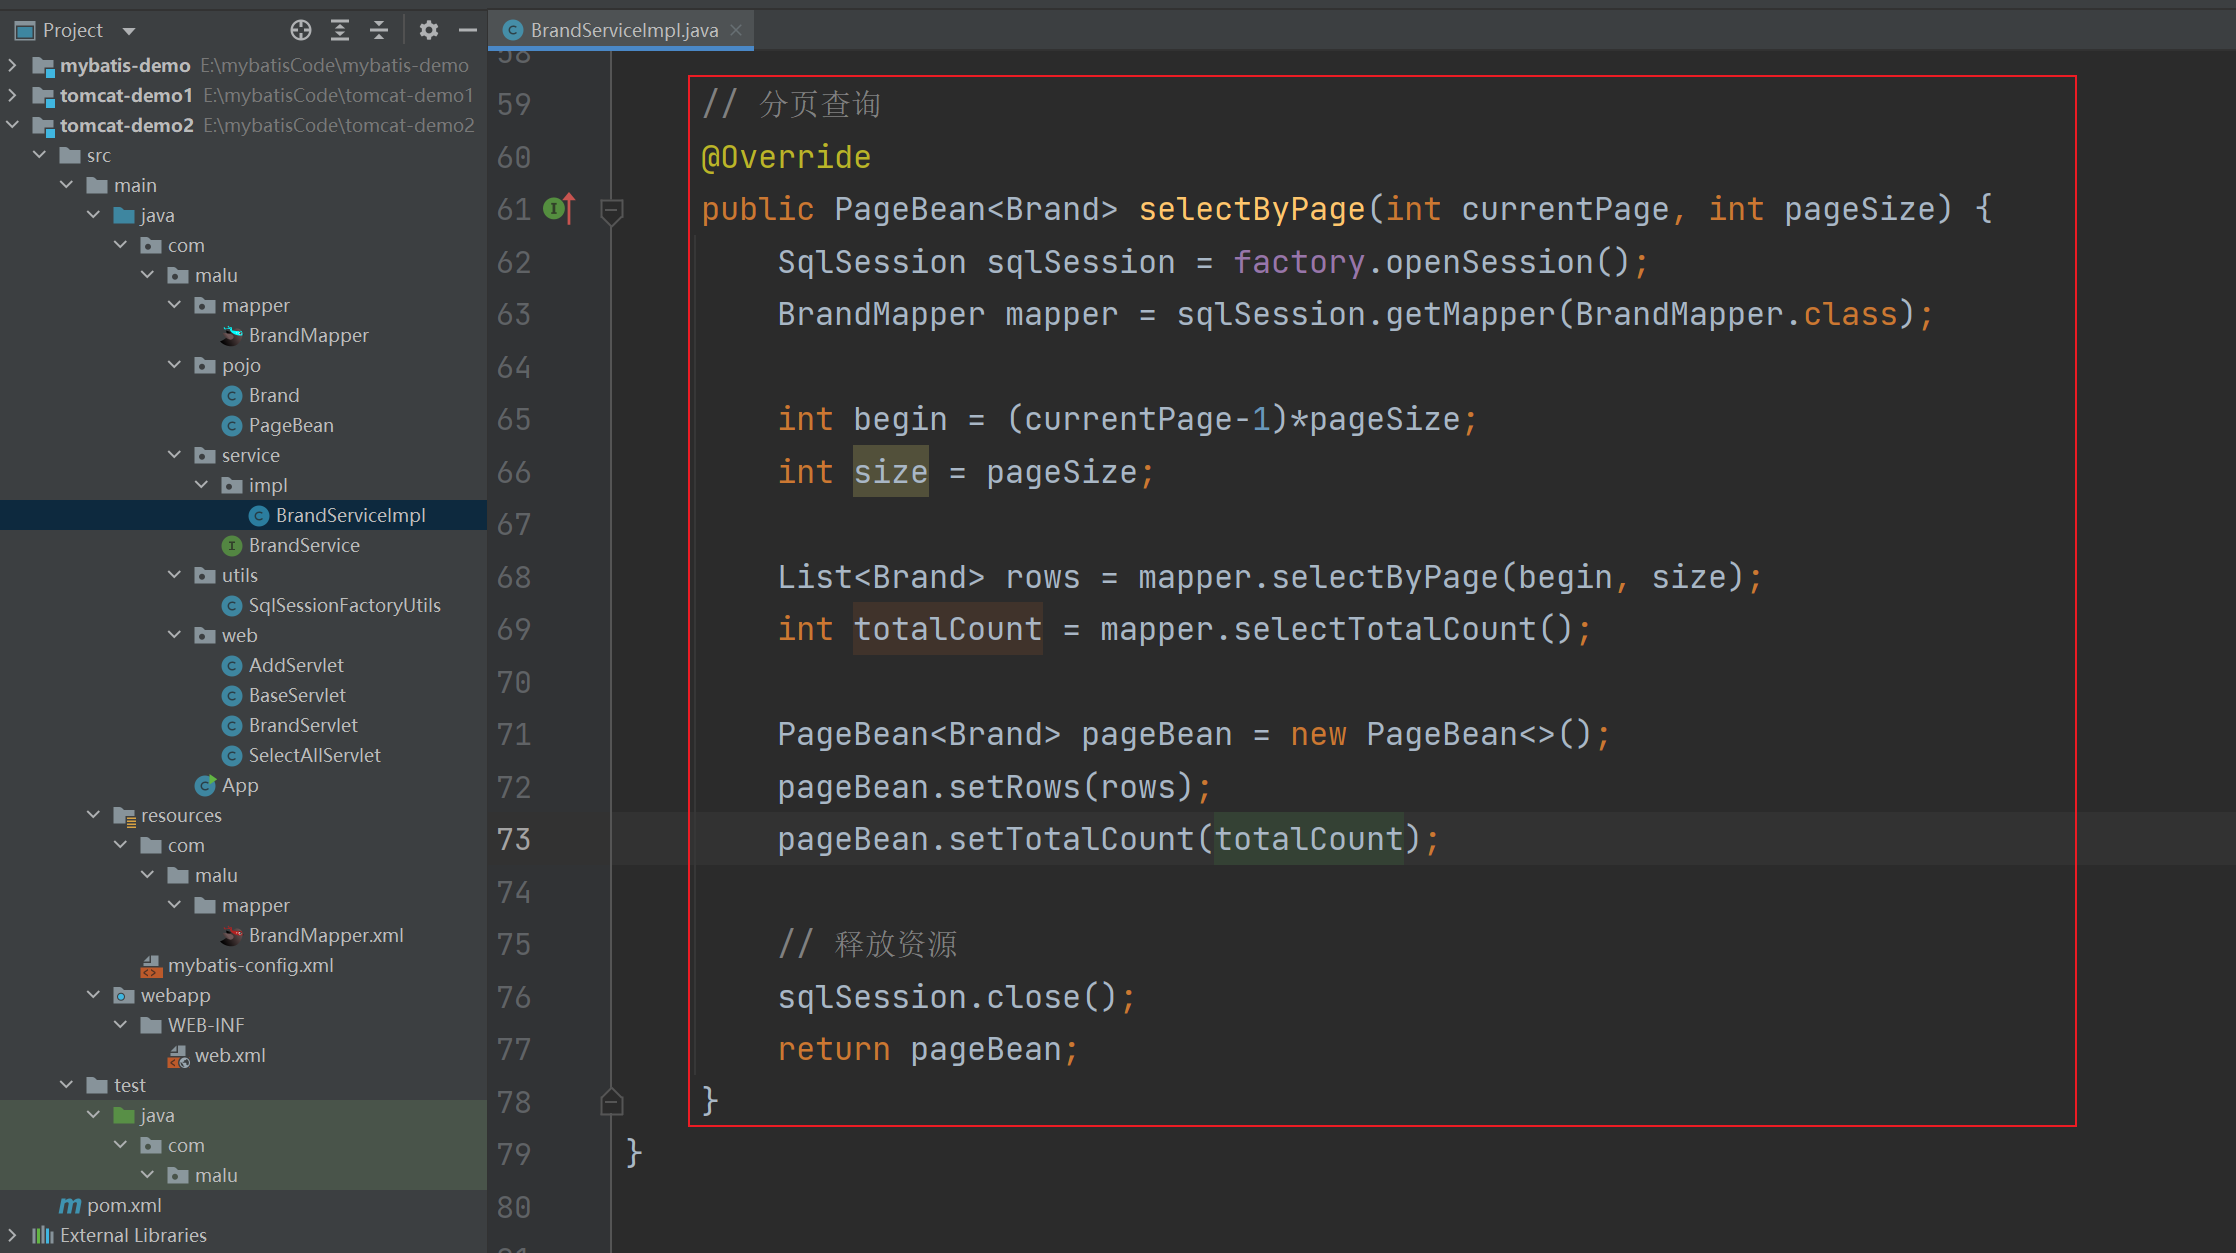 Project
mybatis-demo E:\mybatisCode\mybatis-demo
tomcat-demo1 E:\mybatisCode\tomcat-demo1
tomcat-demo2 E:\mybatisCode\tomcat-demo2
src
main
java
com
malu
mapper
BrandMapper
pojo
Brand
PageBean
service
impl
BrandServiceImpl
BrandService
utils
SqlSessionFactoryUtils
web
AddServlet
BaseServlet
BrandServlet
SelectAllServlet
App
resources
com
malu
mapper
BrandMapper.xml
mybatis-config.xml
webapp
WEB-INF
web.xml
test
java
com
malu
pom.xml
External Libraries
BrandServiceImpl.java
58
59 // 分页查询
60 @Override
61 public PageBean<Brand> selectByPage(int currentPage, int pageSize) {
62 SqlSession sqlSession = factory.openSession();
63 BrandMapper mapper = sqlSession.getMapper(BrandMapper.class);
64
65 int begin = (currentPage-1)*pageSize;
66 int size = pageSize;
67
68 List<Brand> rows = mapper.selectByPage(begin, size);
69 int totalCount = mapper.selectTotalCount();
70
71 PageBean<Brand> pageBean = new PageBean<>();
72 pageBean.setRows(rows);
73 pageBean.setTotalCount(totalCount);
74
75 // 释放资源
76 sqlSession.close();
77 return pageBean;
78 }
79 }
80